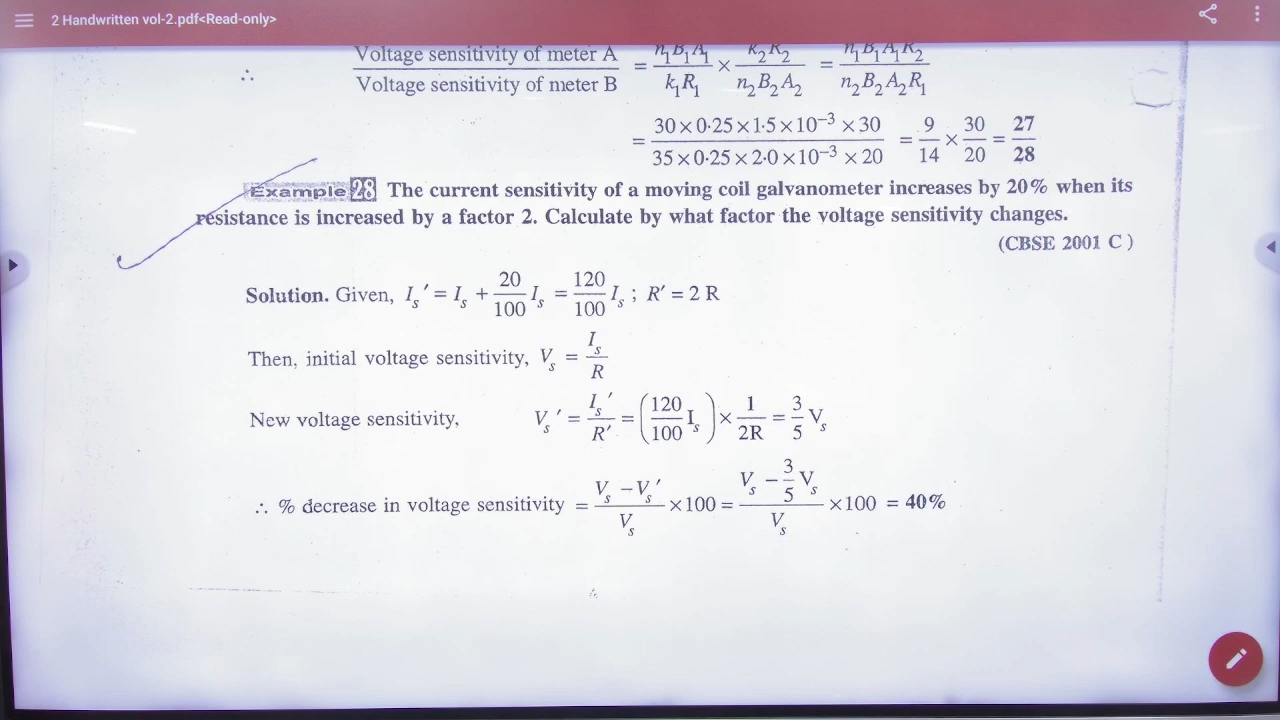 2 Handwritten vol-2.pdf<Read-only>
∴ Voltage sensitivity of meter A / Voltage sensitivity of meter B = n₁B₁A₁ / k₁R₁ × k₂R₂ / n₂B₂A₂ = n₁B₁A₁R₂ / n₂B₂A₂R₁
= 30 × 0·25 × 1·5 × 10⁻³ × 30 / 35 × 0·25 × 2·0 × 10⁻³ × 20 = 9/14 × 30/20 = 27/28
Example 28 The current sensitivity of a moving coil galvanometer increases by 20% when its
resistance is increased by a factor 2. Calculate by what factor the voltage sensitivity changes.
(CBSE 2001 C)
Solution. Given, Iₛ′ = Iₛ + 20/100 Iₛ = 120/100 Iₛ ; R′ = 2 R
Then, initial voltage sensitivity, Vₛ = Iₛ / R
New voltage sensitivity, Vₛ′ = Iₛ′ / R′ = (120/100 Iₛ) × 1/2R = 3/5 Vₛ
∴ % decrease in voltage sensitivity = Vₛ − Vₛ′ / Vₛ × 100 = Vₛ − 3/5 Vₛ / Vₛ × 100 = 40%